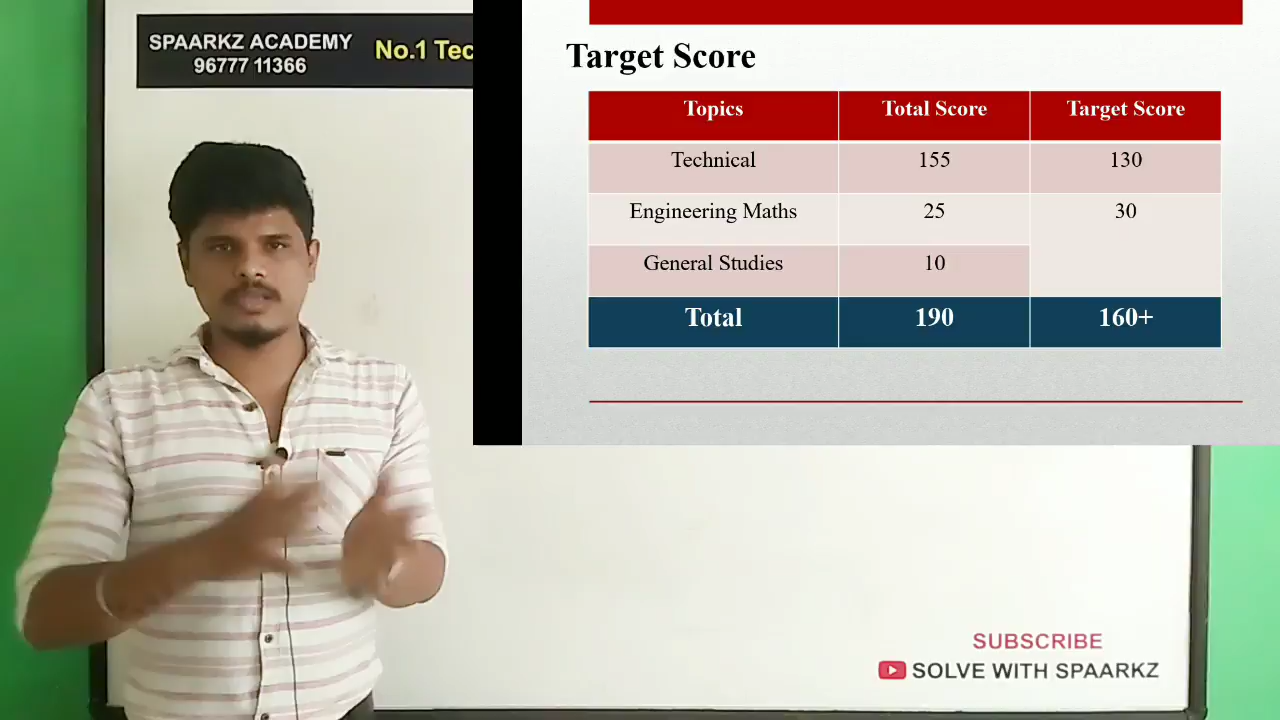 SPAARKZ ACADEMY
96777 11366
No.1 Tec
Target Score
Topics Total Score Target Score
Technical 155 130
Engineering Maths 25 30
General Studies 10
Total 190 160+
SUBSCRIBE
SOLVE WITH SPAARKZ